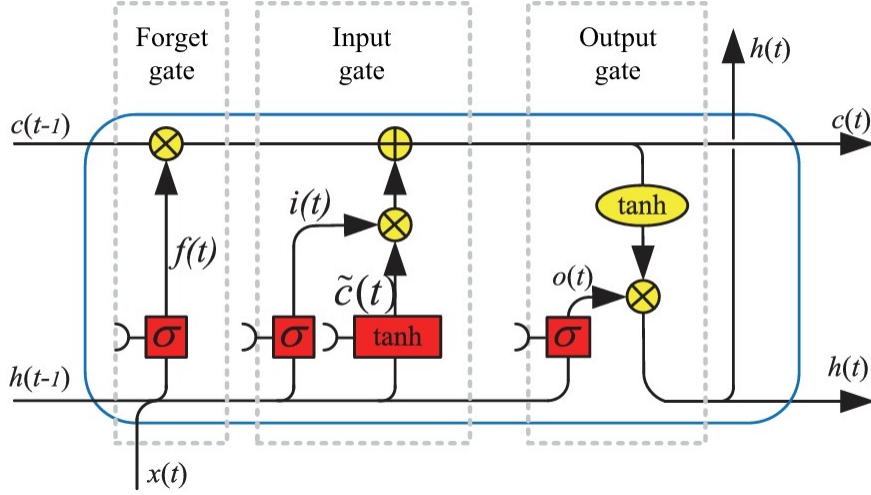 Forget
gate
Input
gate
Output
gate
h(t)
c(t-1)
c(t)
i(t)
tanh
f(t)
c̃(t)
o(t)
σ
σ
tanh
σ
h(t-1)
h(t)
x(t)